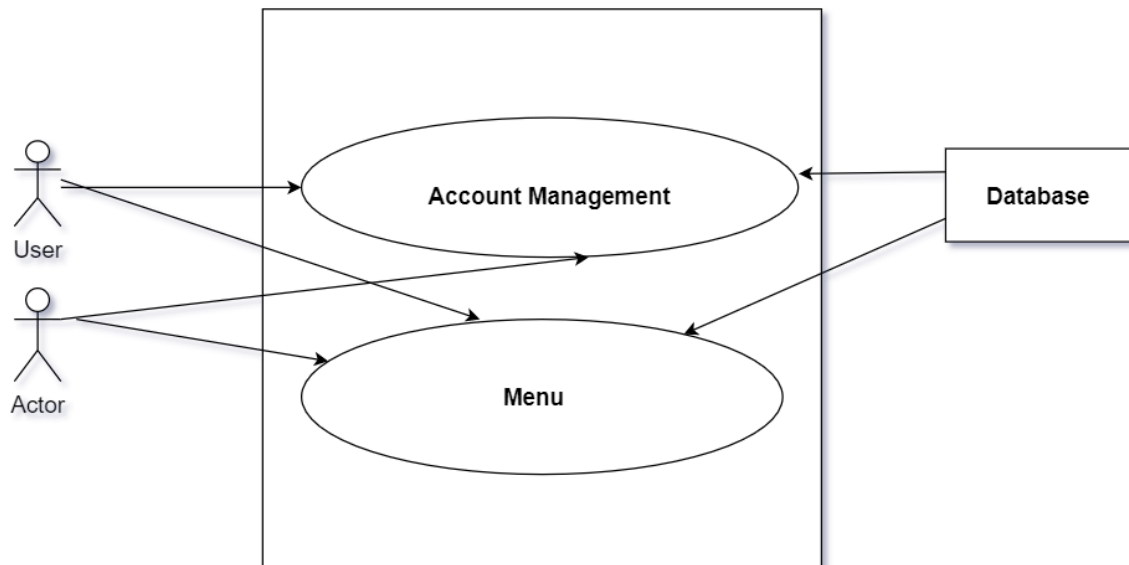 Account Management
Database
User
Menu
Actor